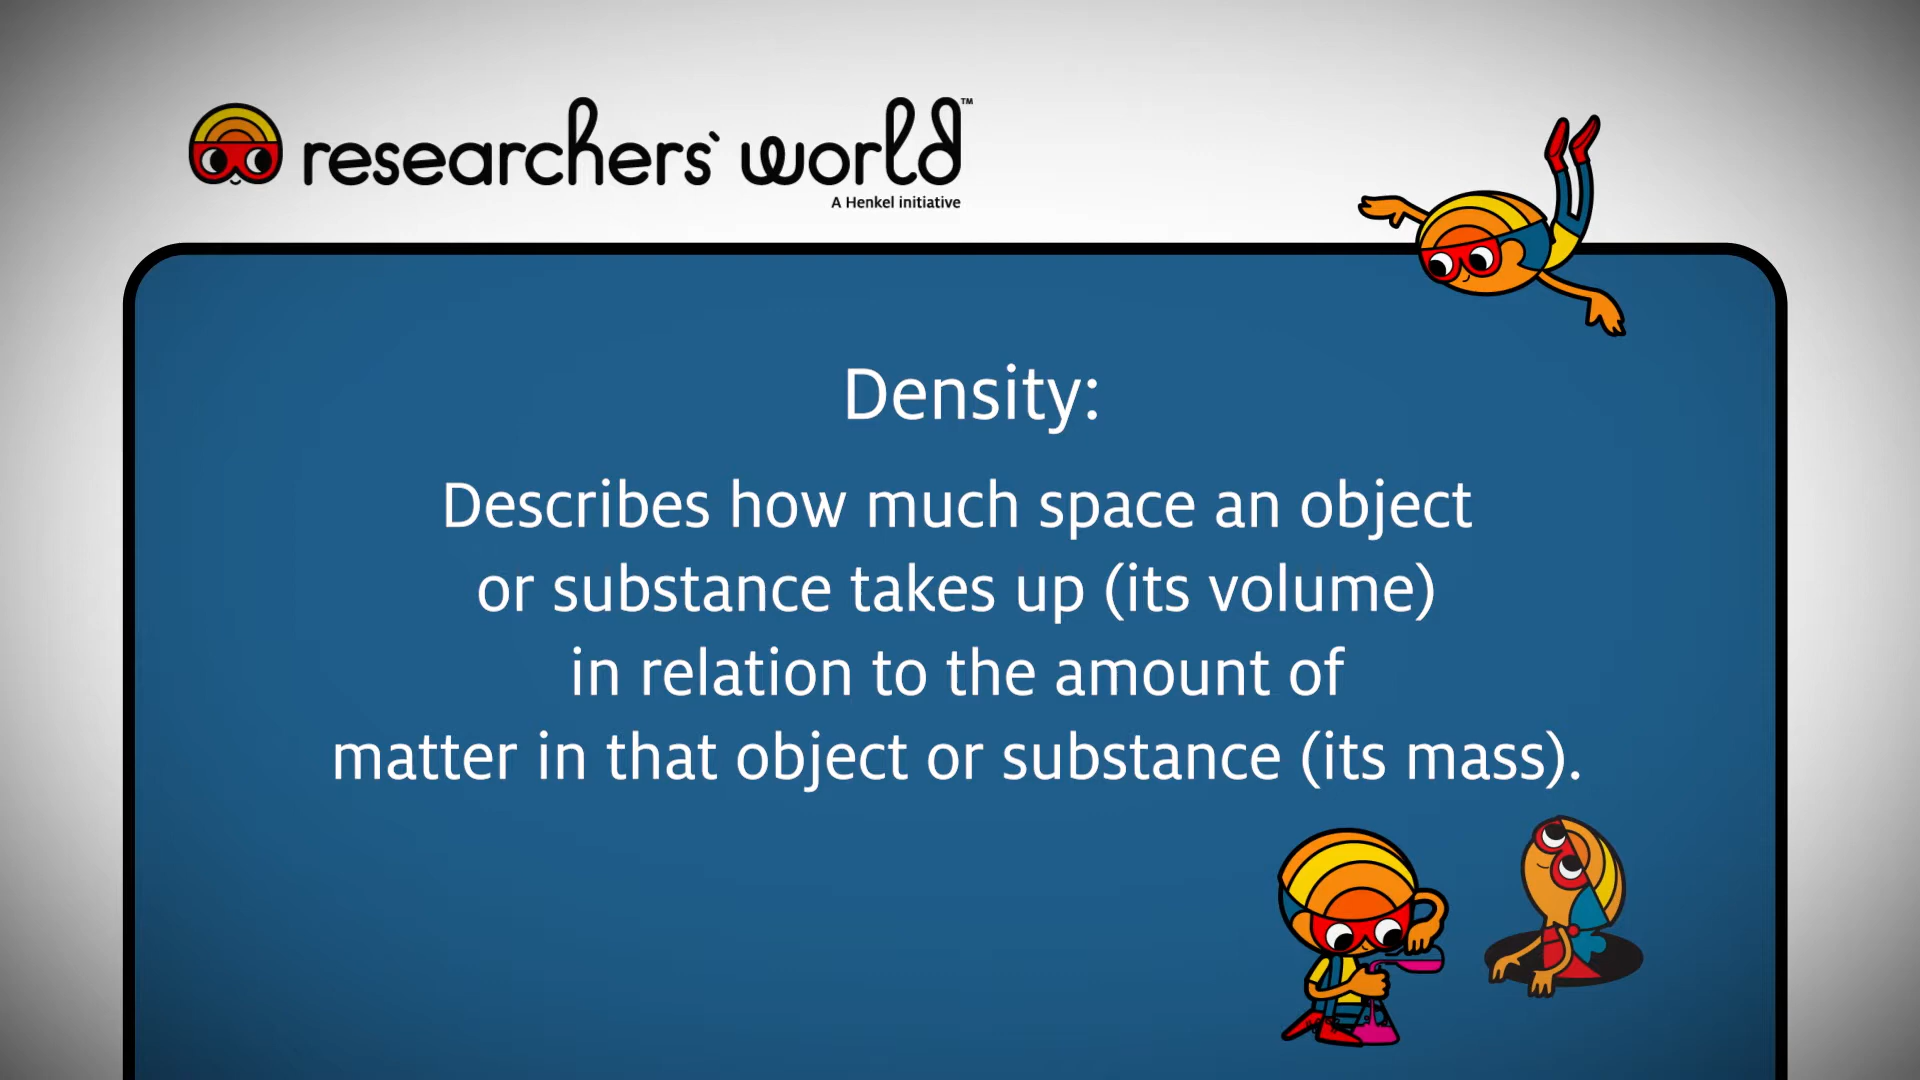 researchers' world™
A Henkel initiative
Density:
Describes how much space an object
or substance takes up (its volume)
in relation to the amount of
matter in that object or substance (its mass).